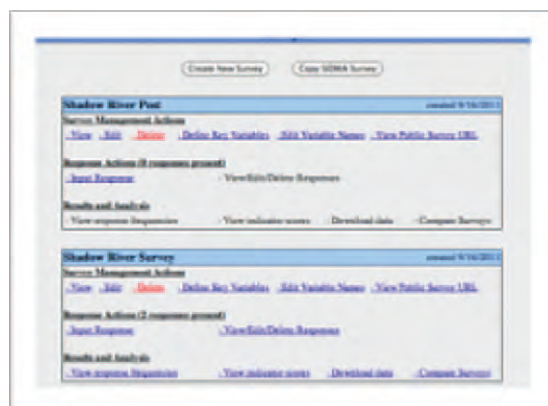 Create New Survey Copy SIDMA Survey
Shadow River Post created 9/16/2011
Survey Management Actions
- View - Edit - Delete - Define Key Variables - Edit Variable Names - View Public Survey URL
Response Actions (0 responses present)
- Input Response - View/Edit/Delete Responses
Results and Analysis
- View response frequencies - View indicator scores - Download data - Compare Surveys
Shadow River Survey created 9/16/2011
Survey Management Actions
- View - Edit - Delete - Define Key Variables - Edit Variable Names - View Public Survey URL
Response Actions (2 responses present)
- Input Response - View/Edit/Delete Responses
Results and Analysis
- View response frequencies - View indicator scores - Download data - Compare Surveys